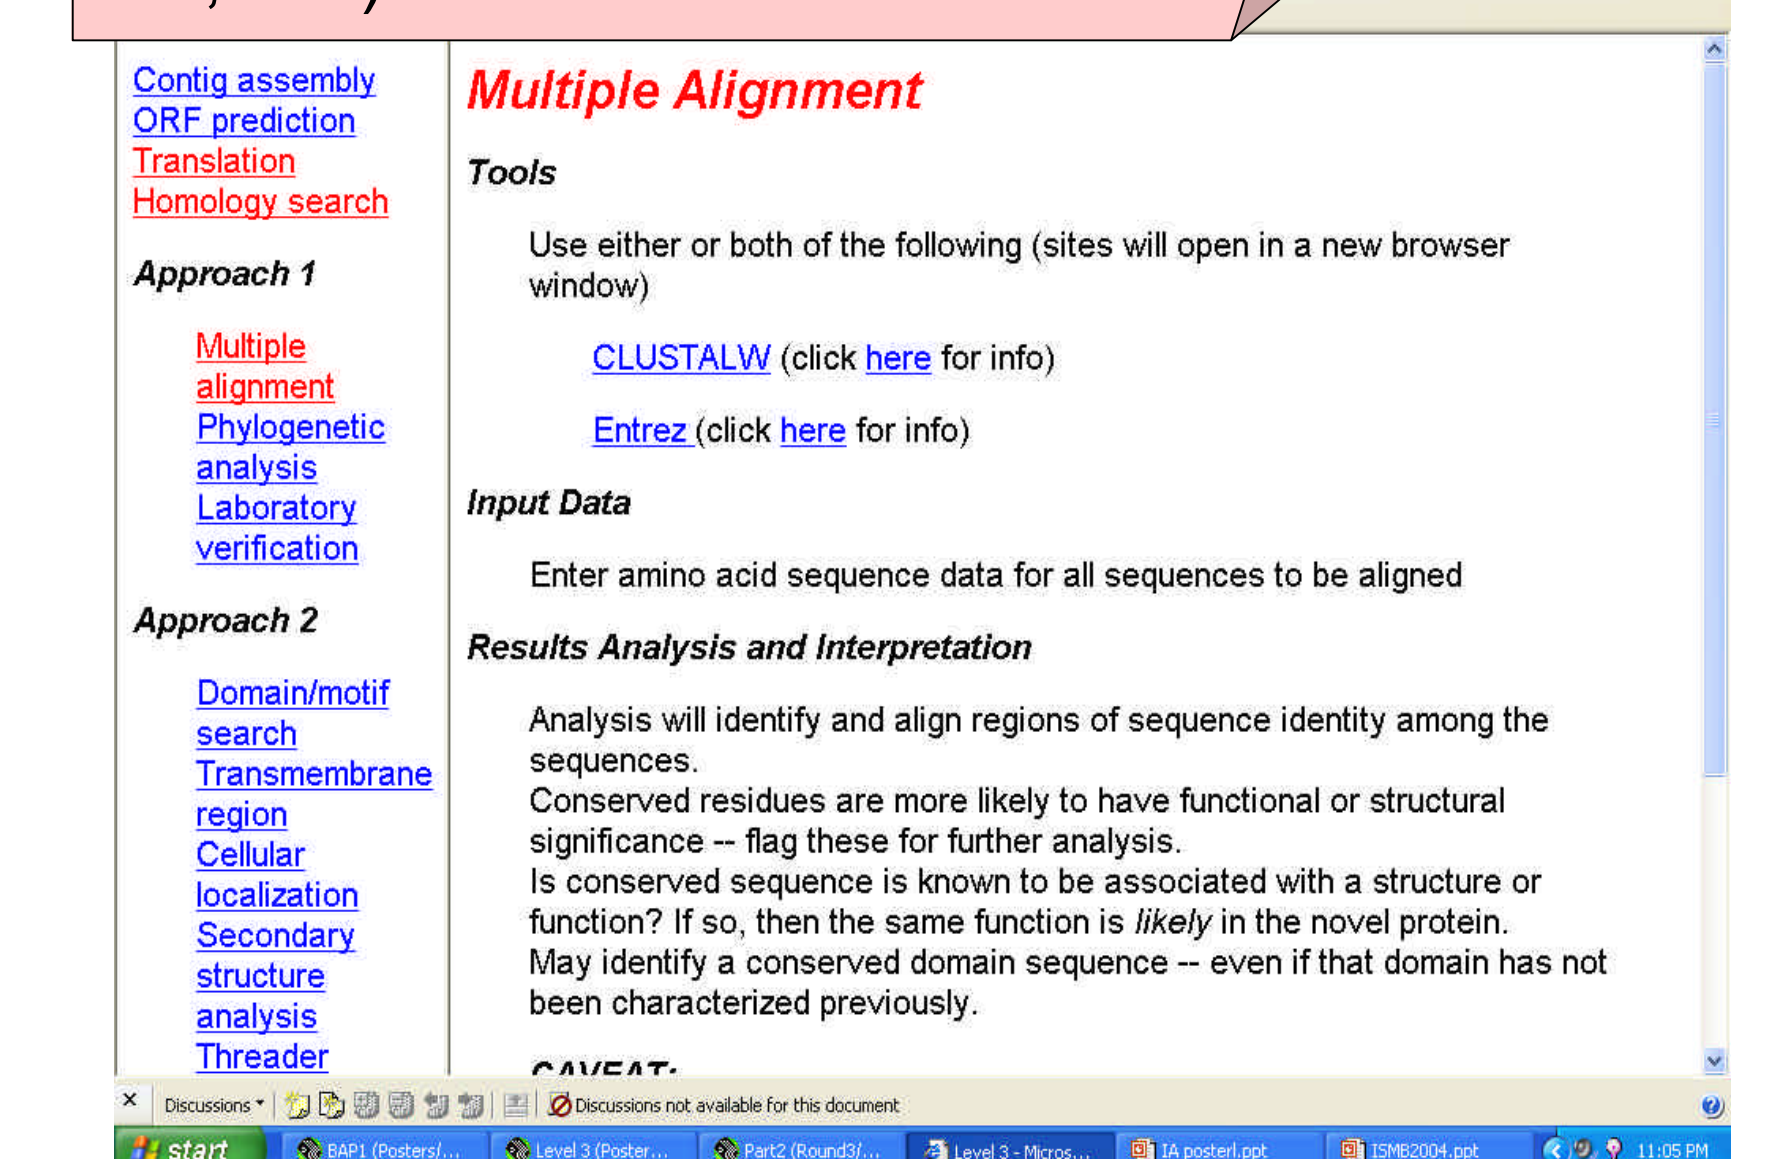 Contig assembly
ORF prediction
Translation
Homology search
Approach 1
Multiple
alignment
Phylogenetic
analysis
Laboratory
verification
Approach 2
Domain/motif
search
Transmembrane
region
Cellular
localization
Secondary
structure
analysis
Threader
Multiple Alignment
Tools
Use either or both of the following (sites will open in a new browser
window)
CLUSTALW (click here for info)
Entrez (click here for info)
Input Data
Enter amino acid sequence data for all sequences to be aligned
Results Analysis and Interpretation
Analysis will identify and align regions of sequence identity among the
sequences.
Conserved residues are more likely to have functional or structural
significance -- flag these for further analysis.
Is conserved sequence is known to be associated with a structure or
function? If so, then the same function is likely in the novel protein.
May identify a conserved domain sequence -- even if that domain has not
been characterized previously.
CAVEAT:
Discussions
Discussions not available for this document
start
BAP1 (Posters/...
Level 3 (Poster...
Part2 (Round3/...
Level 3 - Micros...
IA posterI.ppt
ISMB2004.ppt
11:05 PM